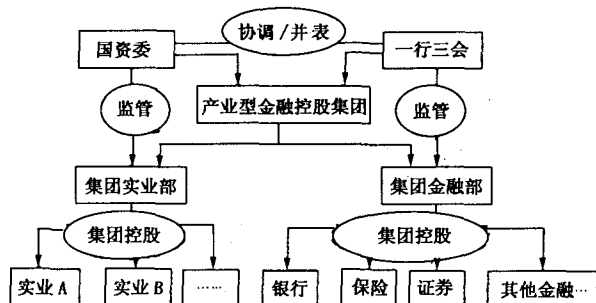 协调/并表
国资委
一行三会
监管
产业型金融控股集团
监管
集团实业部
集团金融部
集团控股
集团控股
实业A
实业B
……
银行
保险
证券
其他金融…